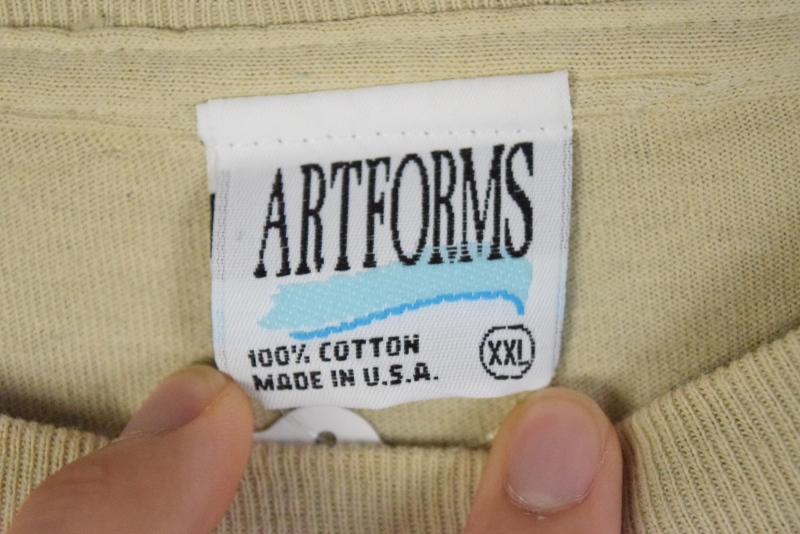 ARTFORMS
100% COTTON
MADE IN U.S.A.
XXL